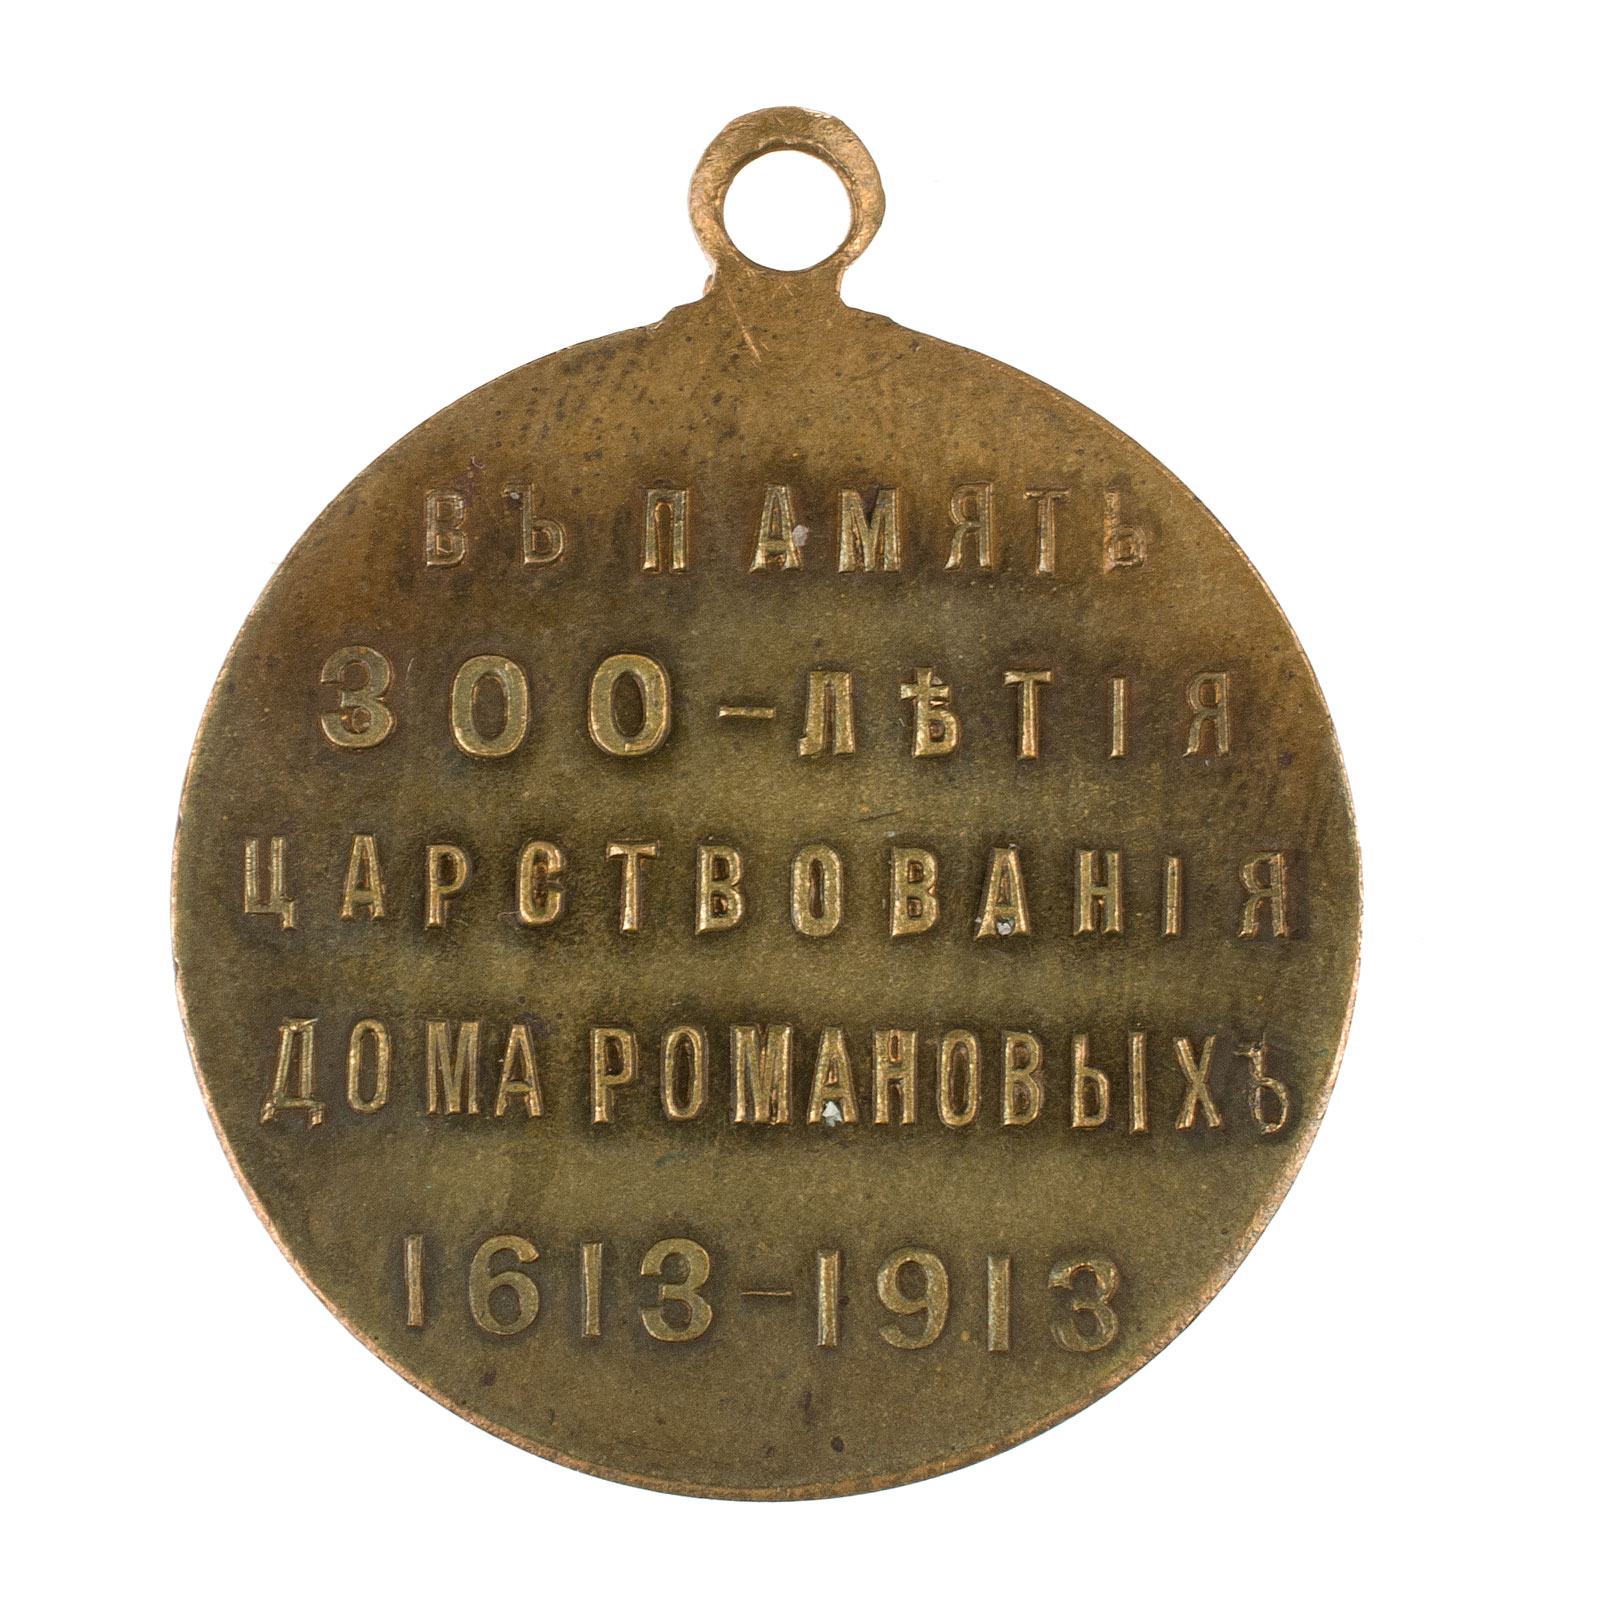 ВЪ ПАМЯТЬ
300-ЛѢТІЯ
ЦАРСТВОВАНІЯ
ДОМА РОМАНОВЫХЪ
1613-1913